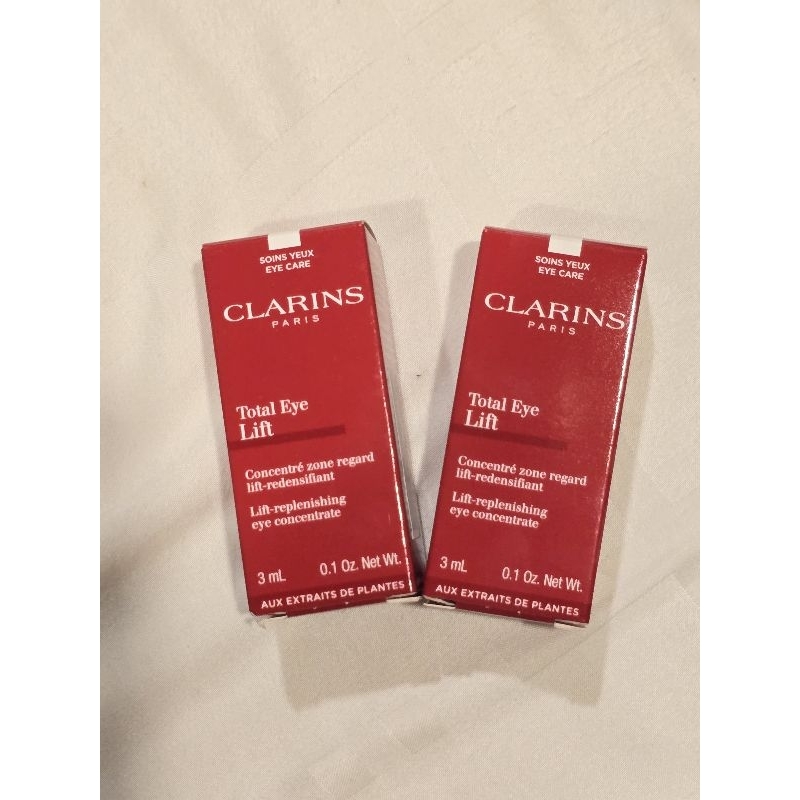 SOINS YEUX
EYE CARE
CLARINS
PARIS
Total Eye
Lift
Concentré zone regard
lift-redensifiant
Lift-replenishing
eye concentrate
3 mL 0.1 Oz. Net Wt.
AUX EXTRAITS DE PLANTES
SOINS YEUX
EYE CARE
CLARINS
PARIS
Total Eye
Lift
Concentré zone regard
lift-redensifiant
Lift-replenishing
eye concentrate
3 mL 0.1 Oz. Net Wt.
AUX EXTRAITS DE PLANTES